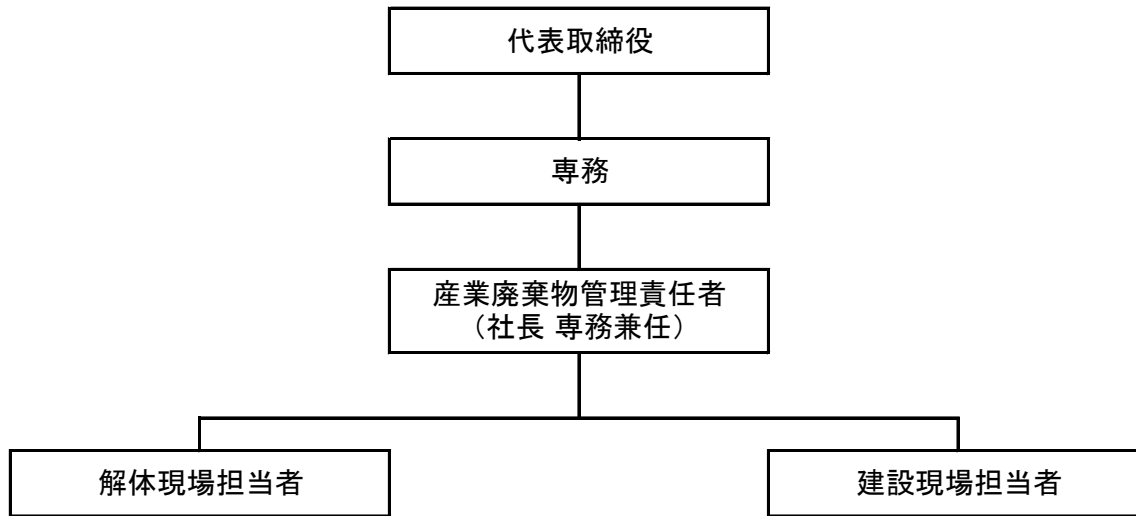 代表取締役
専務
産業廃棄物管理責任者
（社長 専務兼任）
解体現場担当者
建設現場担当者